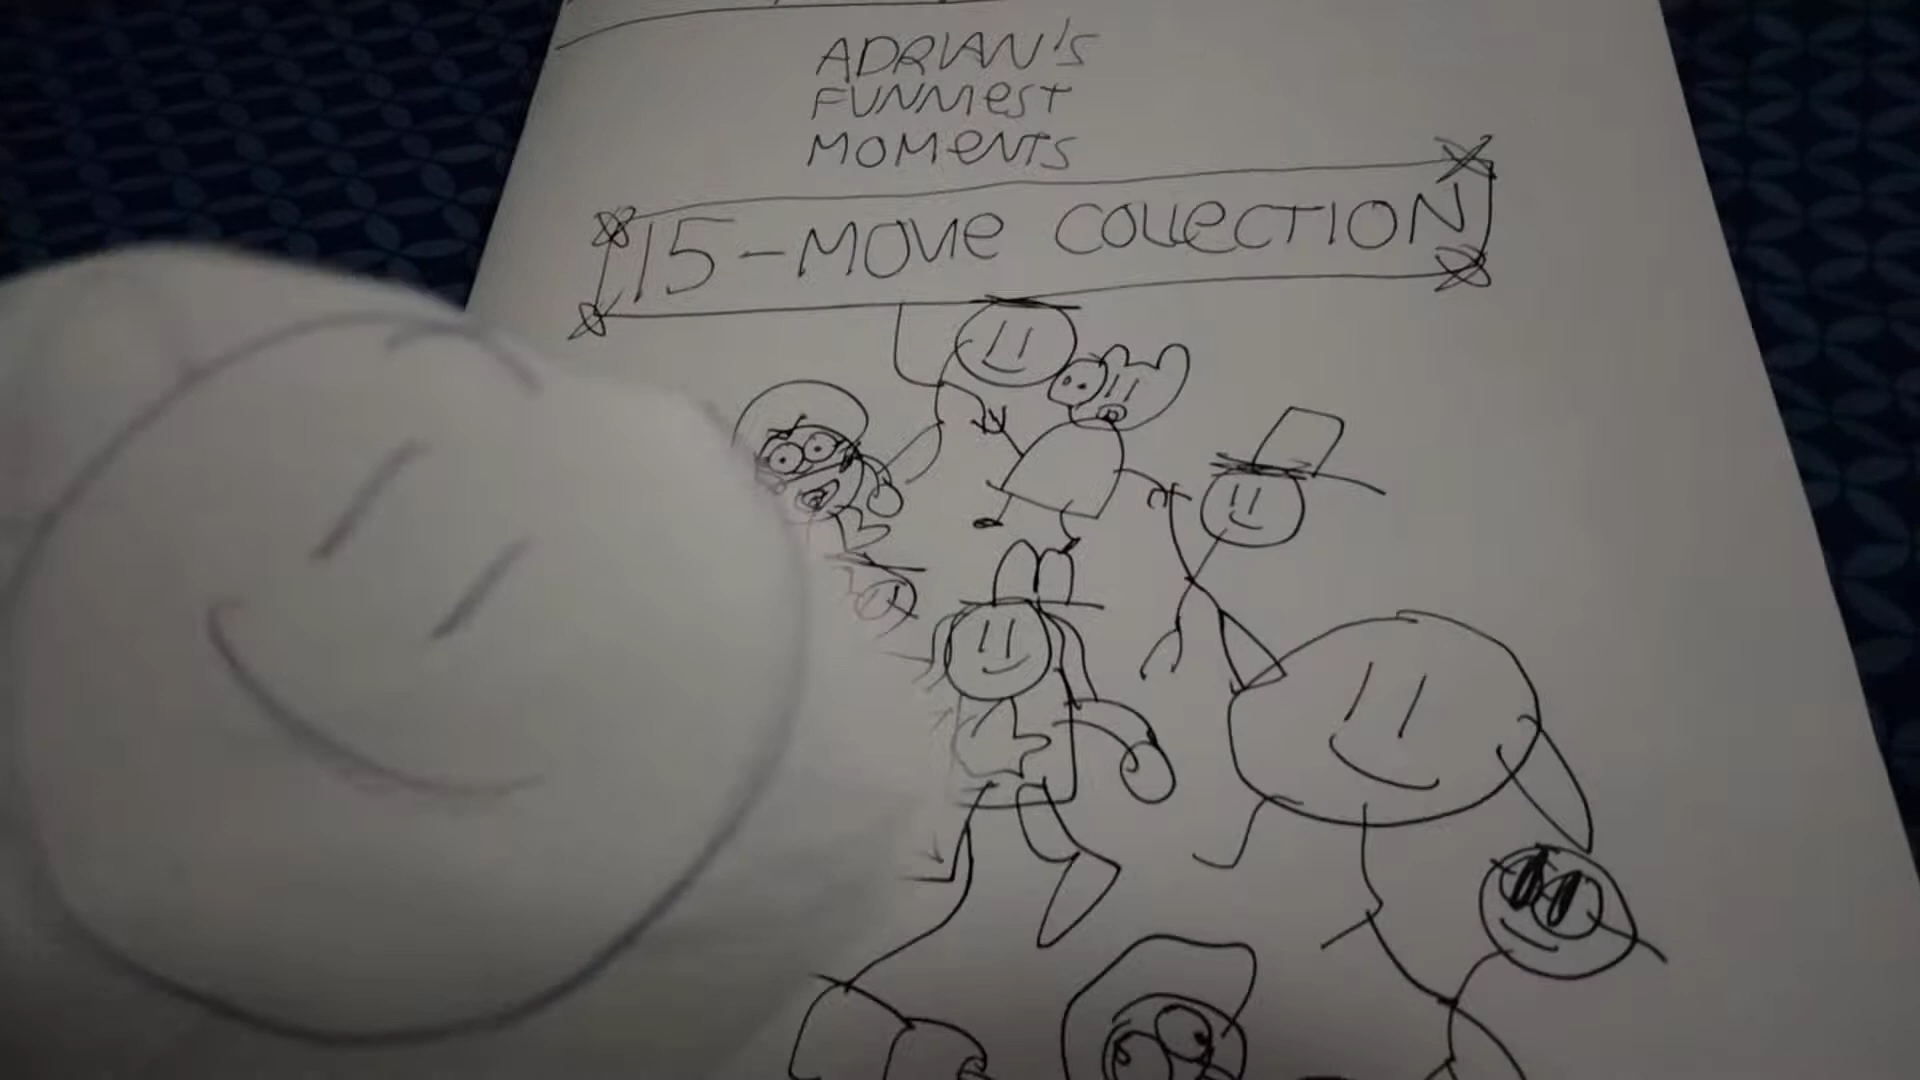 ADRIAN'S
FUNNIEST
MOMENTS
15-MOVIE COLLECTION